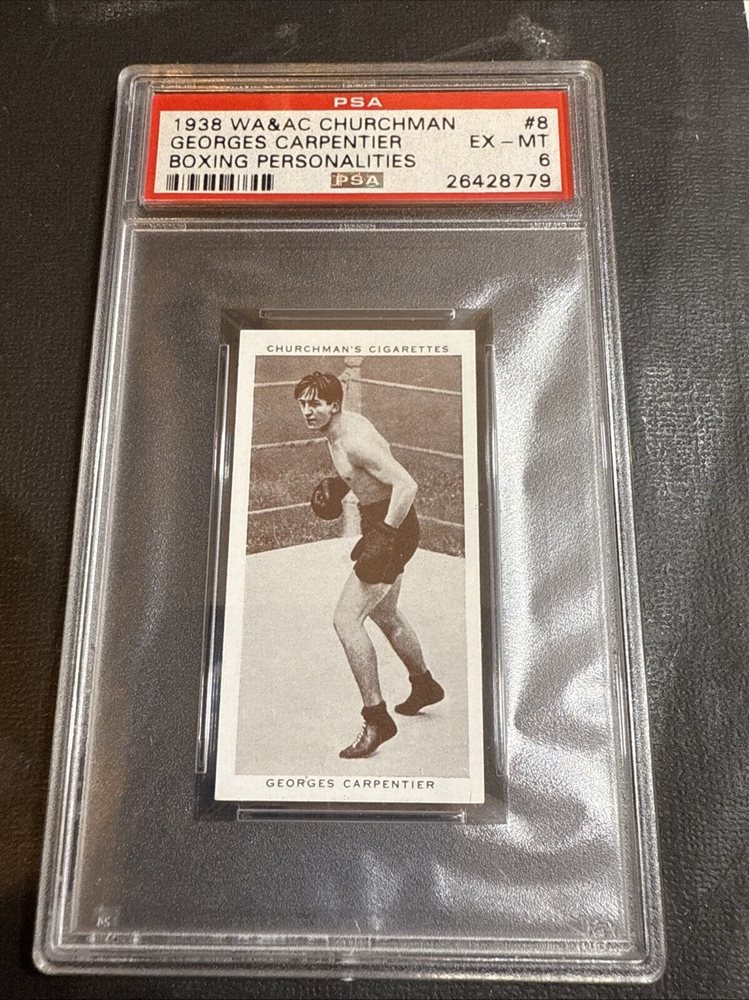 PSA
1938 WA&AC CHURCHMAN #8
GEORGES CARPENTIER EX - MT
BOXING PERSONALITIES 6
PSA 26428779
CHURCHMAN'S CIGARETTES
GEORGES CARPENTIER